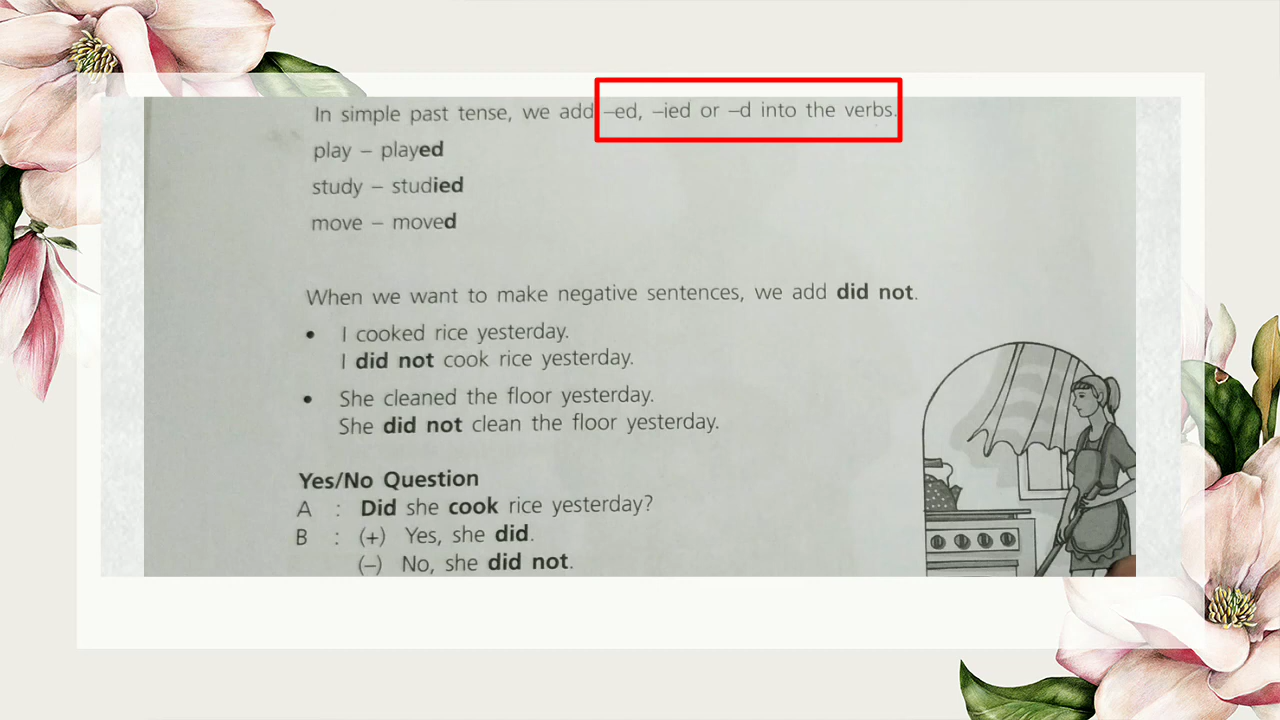 In simple past tense, we add –ed, –ied or –d into the verbs.
play – played
study – studied
move – moved
When we want to make negative sentences, we add did not.
• I cooked rice yesterday.
I did not cook rice yesterday.
• She cleaned the floor yesterday.
She did not clean the floor yesterday.
Yes/No Question
A : Did she cook rice yesterday?
B : (+) Yes, she did.
(–) No, she did not.